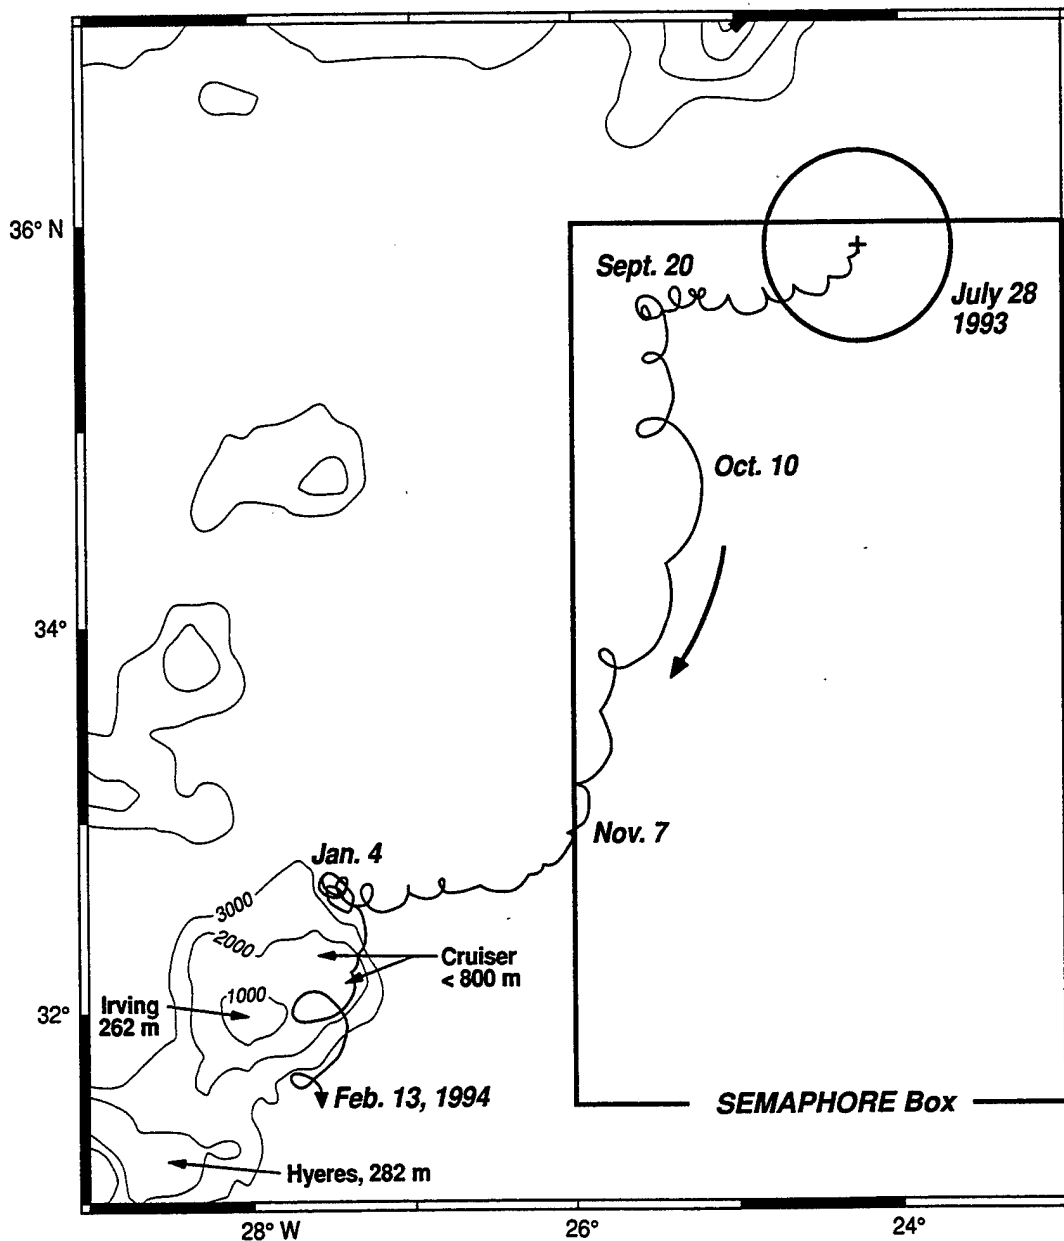 36° N
Sept. 20
July 28
1993
Oct. 10
34°
Nov. 7
Jan. 4
3000
2000
Cruiser
< 800 m
1000
Irving
262 m
32°
Feb. 13, 1994
SEMAPHORE Box
Hyeres, 282 m
28° W
26°
24°